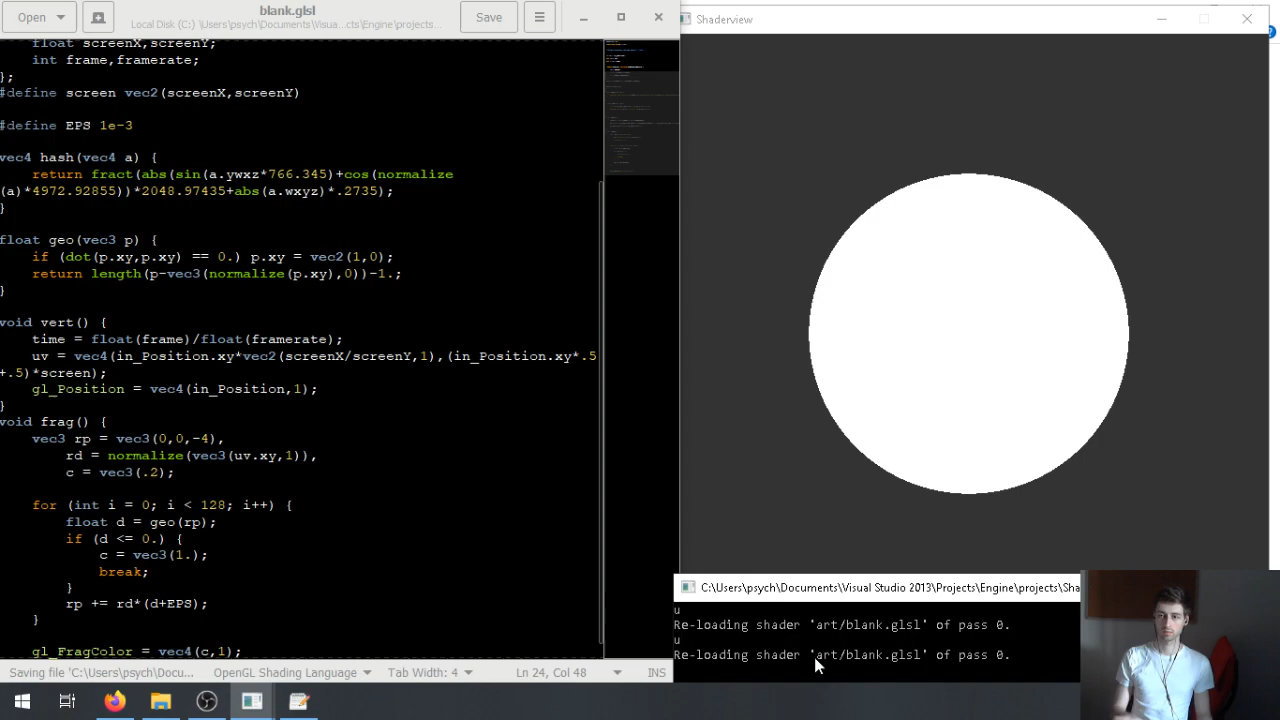 Open
blank.glsl
Local Disk (C:) \Users\psych\Documents\Visua...cts\Engine\projects...
Save
Shaderview
float screenX,screenY;
int frame,framerate;
};
#define screen vec2(screenX,screenY)
#define EPS 1e-3
vec4 hash(vec4 a) {
return fract(abs(sin(a.ywxz*766.345)+cos(normalize
(a)*4972.92855))*2048.97435+abs(a.wxyz)*.2735);
}
float geo(vec3 p) {
if (dot(p.xy,p.xy) == 0.) p.xy = vec2(1,0);
return length(p-vec3(normalize(p.xy),0))-1.;
}
void vert() {
time = float(frame)/float(framerate);
uv = vec4(in_Position.xy*vec2(screenX/screenY,1),(in_Position.xy*.5
+.5)*screen);
gl_Position = vec4(in_Position,1);
}
void frag() {
vec3 rp = vec3(0,0,-4),
rd = normalize(vec3(uv.xy,1)),
c = vec3(.2);
for (int i = 0; i < 128; i++) {
float d = geo(rp);
if (d <= 0.) {
c = vec3(1.);
break;
}
rp += rd*(d+EPS);
}
gl_FragColor = vec4(c,1);
C:\Users\psych\Documents\Visual Studio 2013\Projects\Engine\projects\Sha
u
Re-loading shader 'art/blank.glsl' of pass 0.
u
Re-loading shader 'art/blank.glsl' of pass 0.
Saving file 'C:\Users\psych\Docu...
OpenGL Shading Language
Tab Width: 4
Ln 24, Col 48
INS